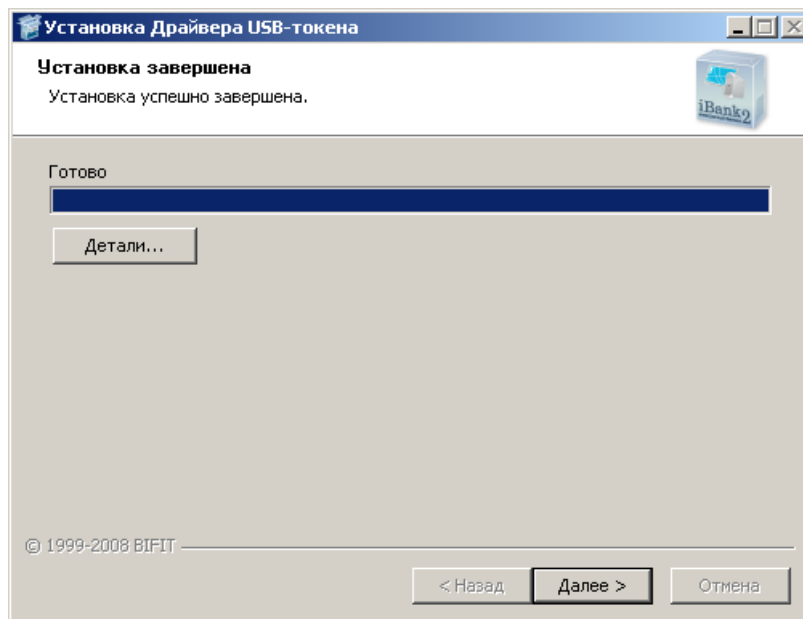 Установка Драйвера USB-токена
Установка завершена
Установка успешно завершена.
iBank2
Готово
Детали...
© 1999-2008 BIFIT
< Назад
Далее >
Отмена